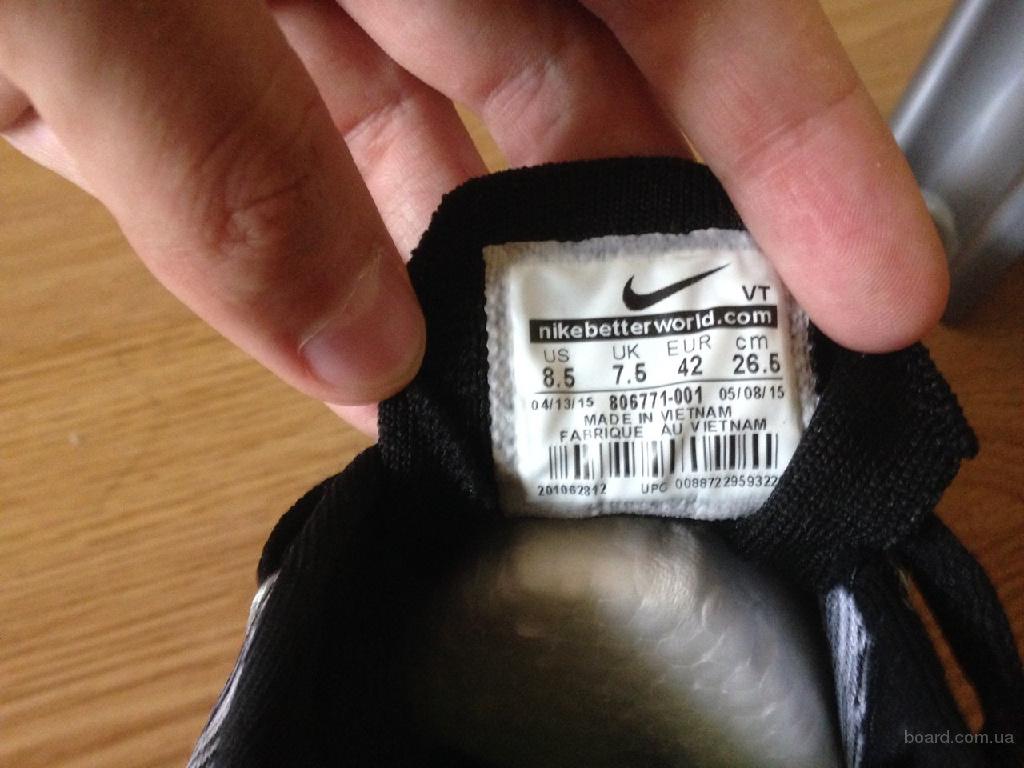 VT
nikebetterworld.com
US UK EUR cm
8.5 7.5 42 26.5
04/13/15 806771-001 05/08/15
MADE IN VIETNAM
FABRIQUE AU VIETNAM
201062812 UPC 00887229593229
board.com.ua